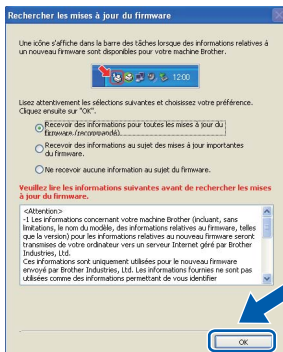 Rechercher les mises à jour du firmware
Une icône s'affiche dans la barre des tâches lorsque des informations relatives à
un nouveau firmware sont disponibles pour votre machine Brother.
12:00
Lisez attentivement les sélections suivantes et choisissez votre préférence.
Cliquez ensuite sur "OK".
Recevoir des informations pour toutes les mises à jour du
firmware.(recommandé).
Recevoir des informations au sujet des mises à jour importantes
du firmware.
Ne recevoir aucune information au sujet du firmware.
Veuillez lire les informations suivantes avant de rechercher les mises
à jour du firmware.
<Attention>
-1 Les informations concernant votre machine Brother (incluant, sans
limitations, le nom du modèle, des informations relatives au firmware, telles
que la version) pour les informations relatives au nouveau firmware seront
transmises de votre ordinateur vers un serveur Internet géré par Brother
Industries, Ltd.
Ces informations sont uniquement utilisées pour le nouveau firmware
envoyé par Brother Industries, Ltd. Les informations fournies ne sont pas
utilisées comme des informations permettant de vous identifier
OK